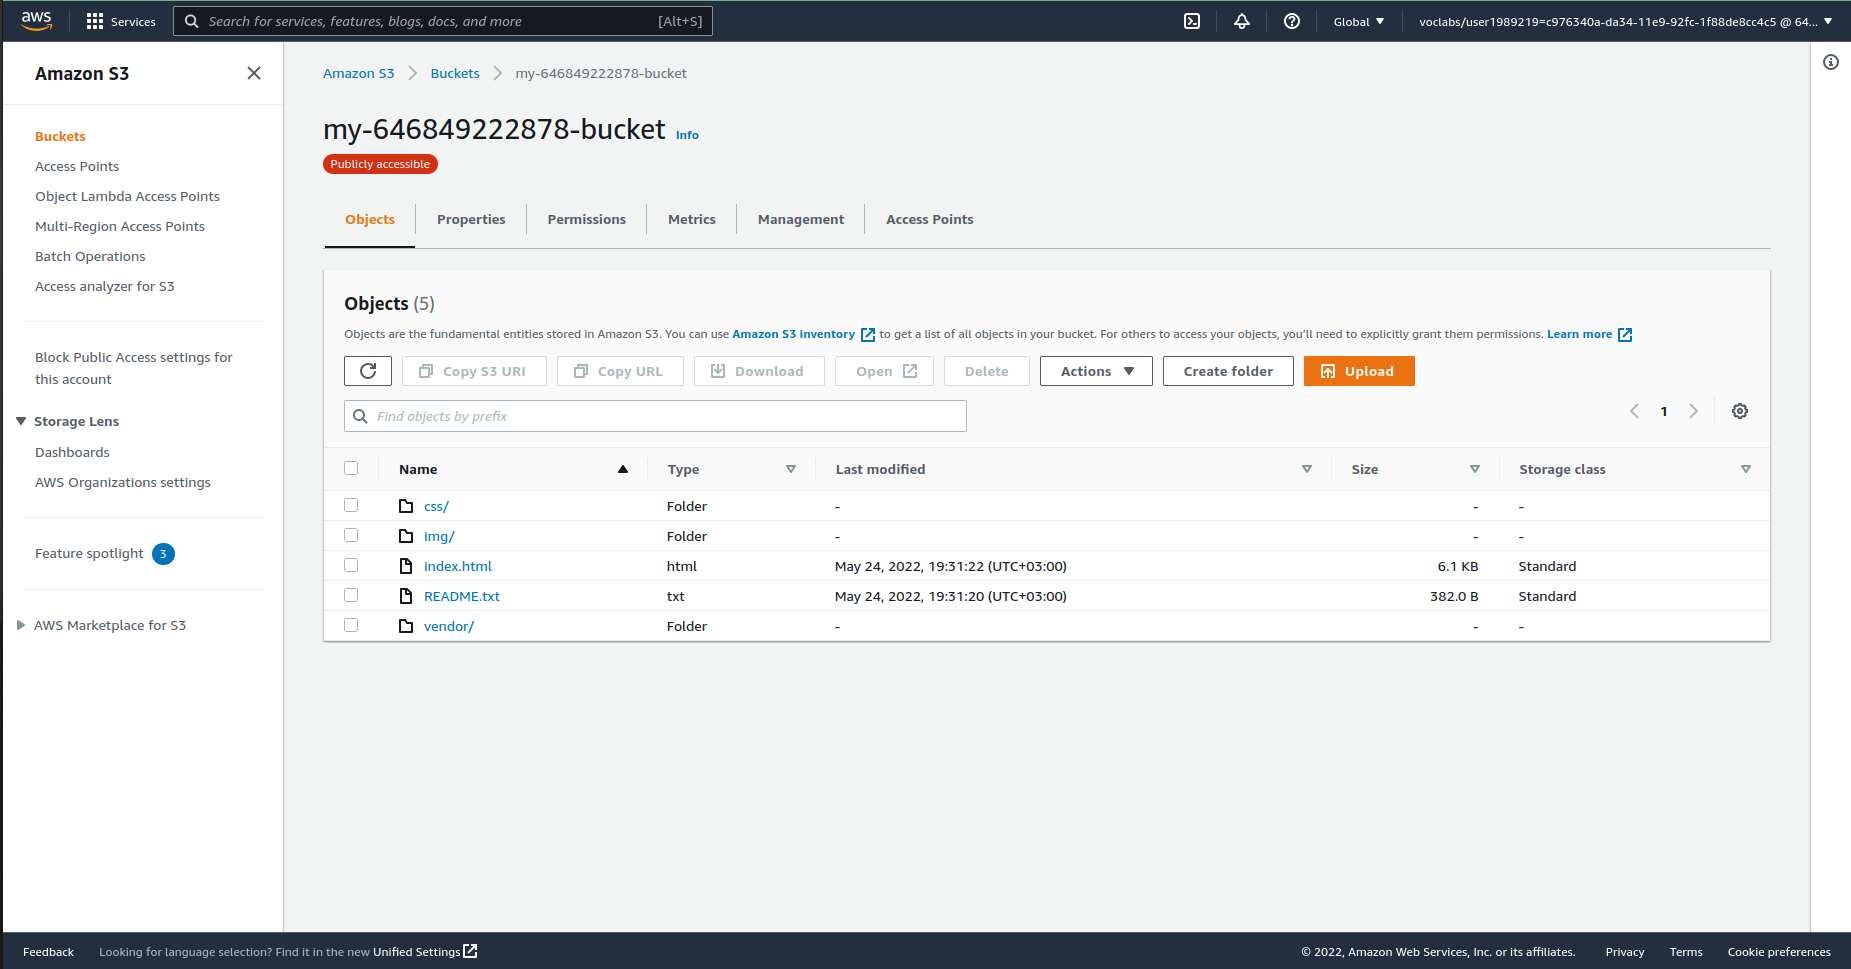 aws Services Search for services, features, blogs, docs, and more [Alt+S] Global voclabs/user1989219=c976340a-da34-11e9-92fc-1f88de8cc4c5 @ 64...
Amazon S3
Buckets
Access Points
Object Lambda Access Points
Multi-Region Access Points
Batch Operations
Access analyzer for S3
Block Public Access settings for
this account
Storage Lens
Dashboards
AWS Organizations settings
Feature spotlight 3
AWS Marketplace for S3
Amazon S3 Buckets my-646849222878-bucket
my-646849222878-bucket Info
Publicly accessible
Objects Properties Permissions Metrics Management Access Points
Objects (5)
Objects are the fundamental entities stored in Amazon S3. You can use Amazon S3 inventory to get a list of all objects in your bucket. For others to access your objects, you'll need to explicitly grant them permissions. Learn more
Copy S3 URI Copy URL Download Open Delete Actions Create folder Upload
Find objects by prefix 1
Name Type Last modified Size Storage class
css/ Folder - - -
img/ Folder - - -
index.html html May 24, 2022, 19:31:22 (UTC+03:00) 6.1 KB Standard
README.txt txt May 24, 2022, 19:31:20 (UTC+03:00) 382.0 B Standard
vendor/ Folder - - -
Feedback Looking for language selection? Find it in the new Unified Settings © 2022, Amazon Web Services, Inc. or its affiliates. Privacy Terms Cookie preferences